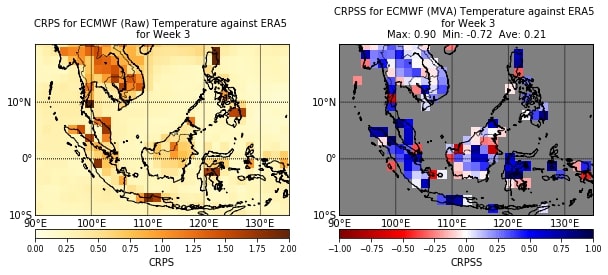 CRPS for ECMWF (Raw) Temperature against ERA5
for Week 3
10°N
0°
10°S
90°E 100°E 110°E 120°E 130°E
0.00 0.25 0.50 0.75 1.00 1.25 1.50 1.75 2.00
CRPS
CRPSS for ECMWF (MVA) Temperature against ERA5
for Week 3
Max: 0.90 Min: -0.72 Ave: 0.21
10°N
0°
10°S
90°E 100°E 110°E 120°E 130°E
−1.00 −0.75 −0.50 −0.25 0.00 0.25 0.50 0.75 1.00
CRPSS